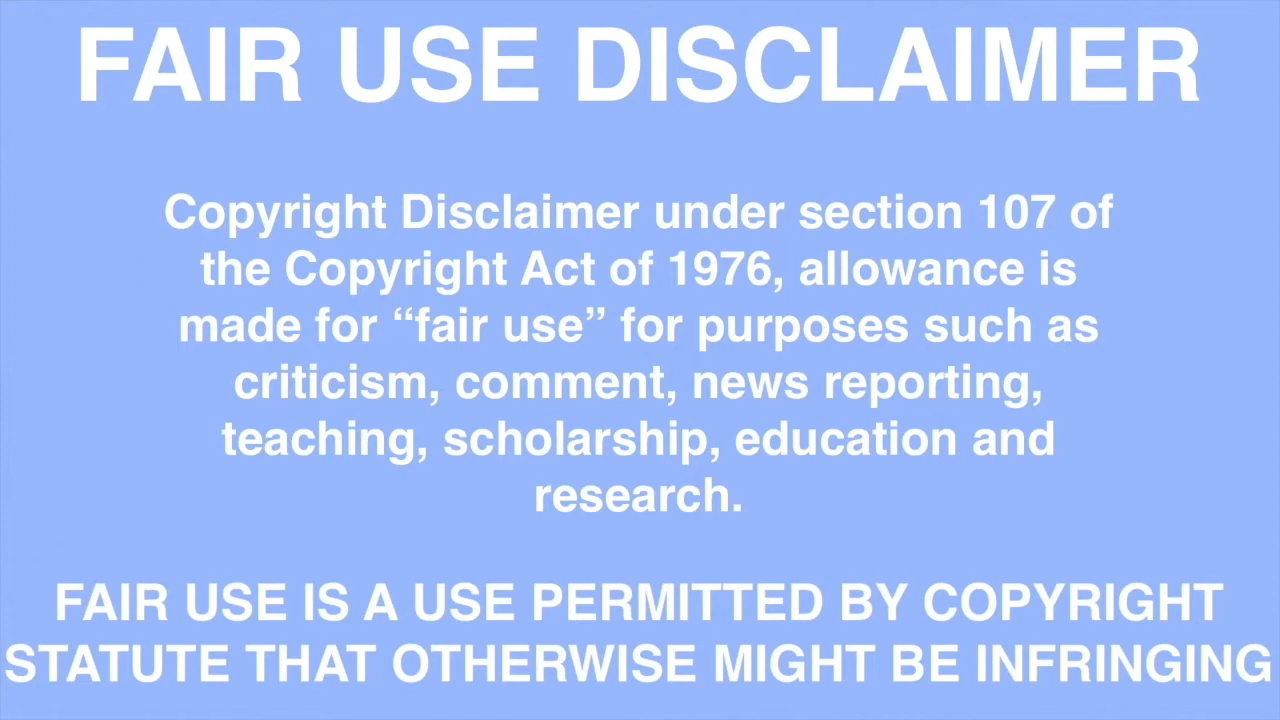 FAIR USE DISCLAIMER
Copyright Disclaimer under section 107 of
the Copyright Act of 1976, allowance is
made for “fair use” for purposes such as
criticism, comment, news reporting,
teaching, scholarship, education and
research.
FAIR USE IS A USE PERMITTED BY COPYRIGHT
STATUTE THAT OTHERWISE MIGHT BE INFRINGING